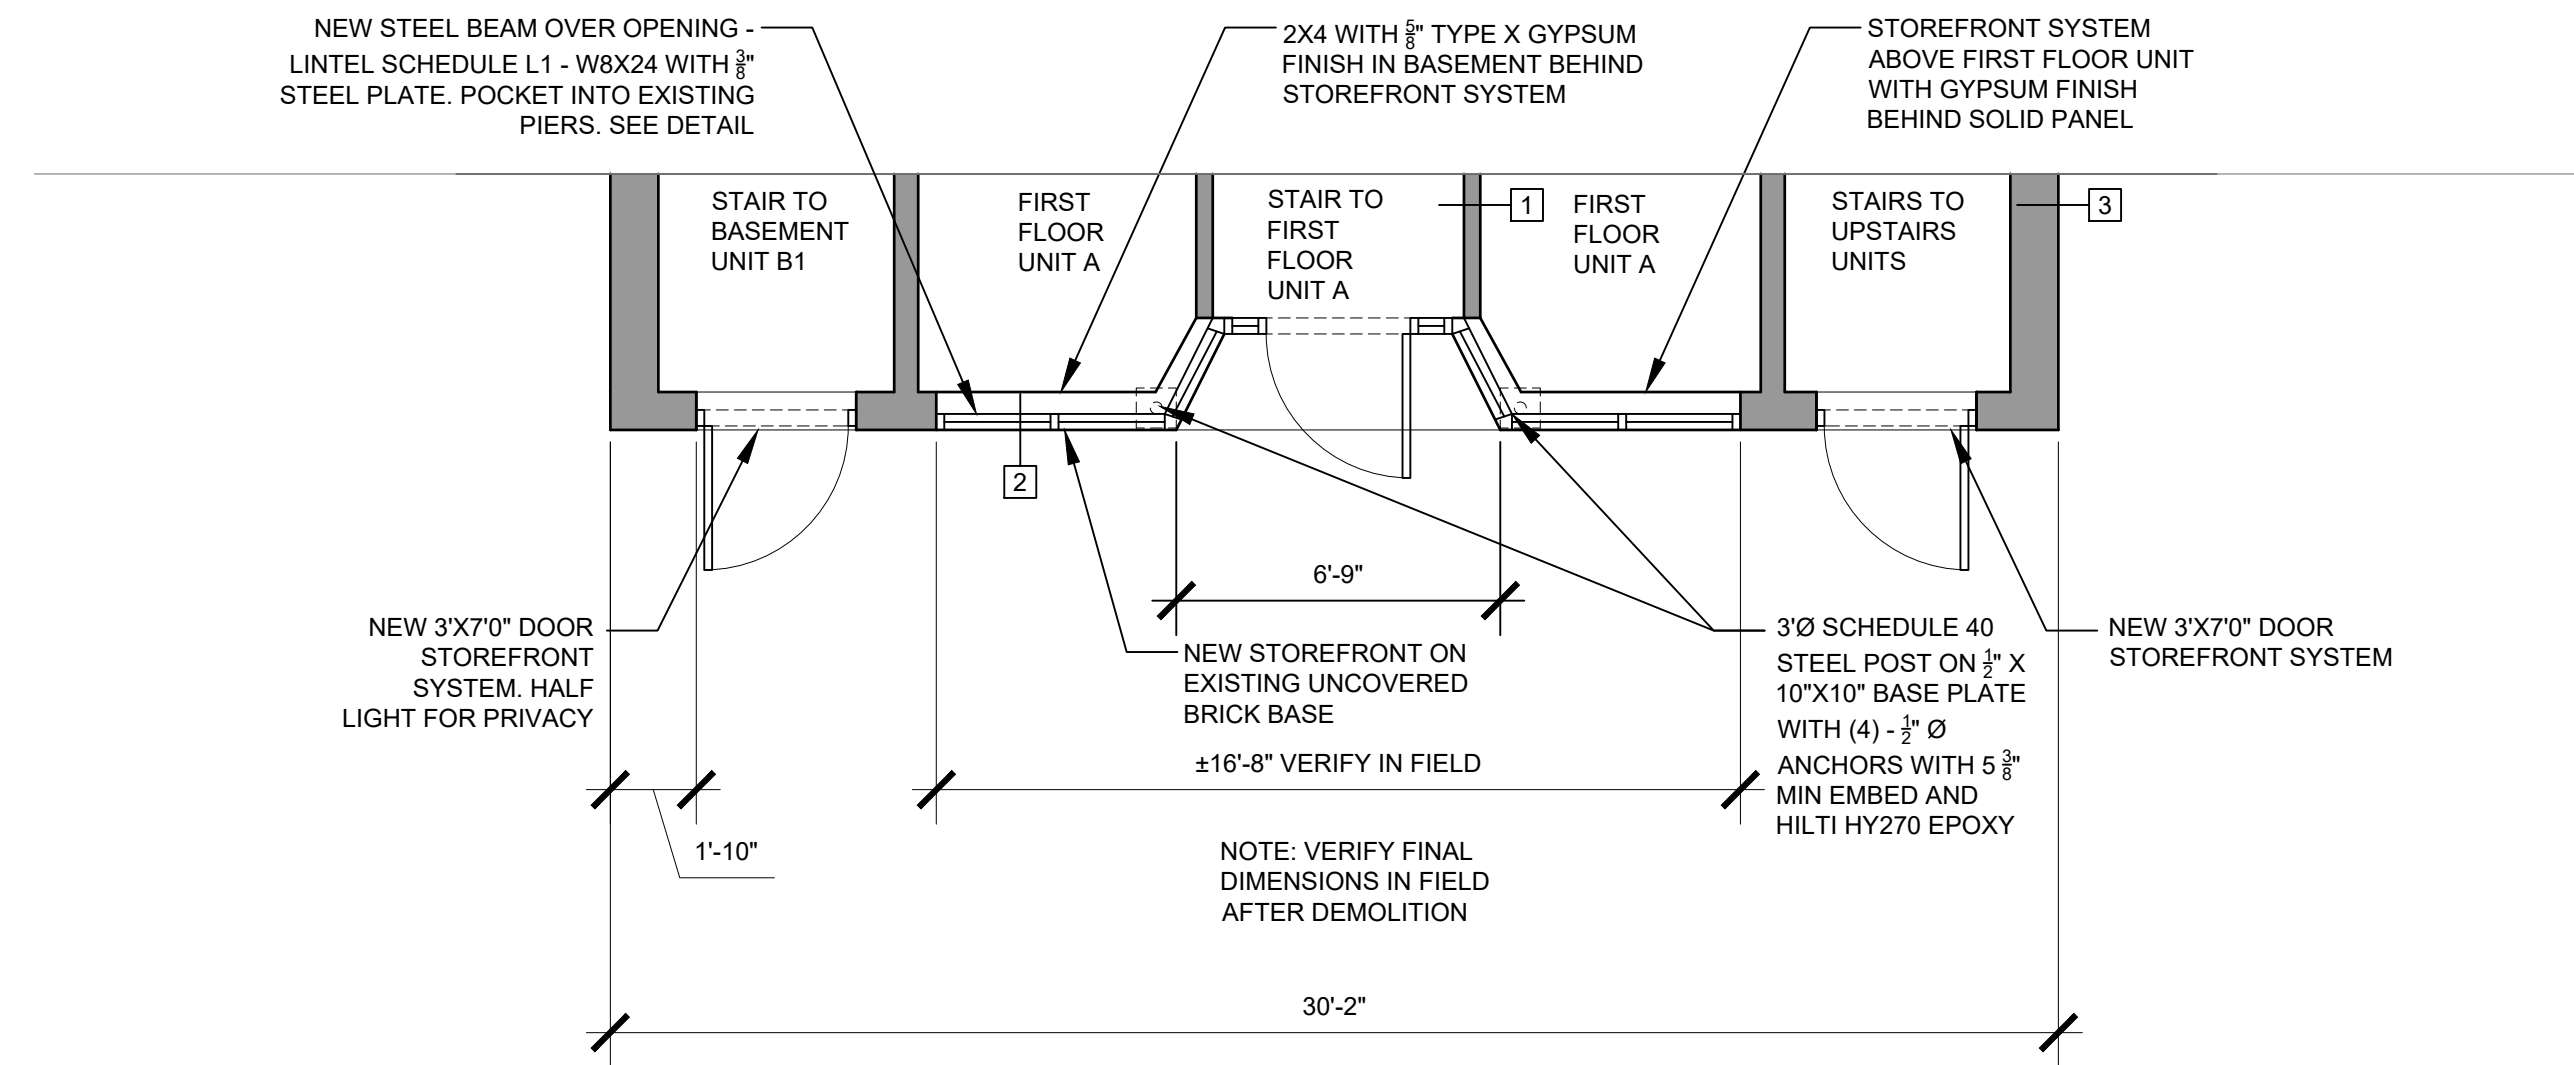 NEW STEEL BEAM OVER OPENING -
LINTEL SCHEDULE L1 - W8X24 WITH 3/8"
STEEL PLATE. POCKET INTO EXISTING
PIERS. SEE DETAIL
2X4 WITH 5/8" TYPE X GYPSUM
FINISH IN BASEMENT BEHIND
STOREFRONT SYSTEM
STOREFRONT SYSTEM
ABOVE FIRST FLOOR UNIT
WITH GYPSUM FINISH
BEHIND SOLID PANEL
STAIR TO
BASEMENT
UNIT B1
FIRST
FLOOR
UNIT A
STAIR TO
FIRST
FLOOR
UNIT A
1
FIRST
FLOOR
UNIT A
STAIRS TO
UPSTAIRS
UNITS
3
2
6'-9"
NEW 3'X7'0" DOOR
STOREFRONT
SYSTEM. HALF
LIGHT FOR PRIVACY
NEW STOREFRONT ON
EXISTING UNCOVERED
BRICK BASE
3'Ø SCHEDULE 40
STEEL POST ON 1/2" X
10"X10" BASE PLATE
WITH (4) - 1/2" Ø
ANCHORS WITH 5 3/8"
MIN EMBED AND
HILTI HY270 EPOXY
NEW 3'X7'0" DOOR
STOREFRONT SYSTEM
±16'-8" VERIFY IN FIELD
1'-10"
NOTE: VERIFY FINAL
DIMENSIONS IN FIELD
AFTER DEMOLITION
30'-2"